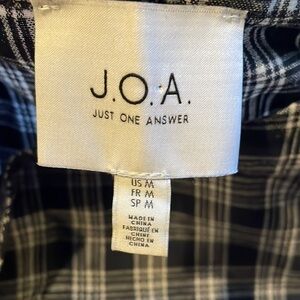 J.O.A.
JUST ONE ANSWER
US M
FR M
SP M
MADE IN
CHINA
FABRIQUÉ EN
CHINE
HECHO EN
CHINA